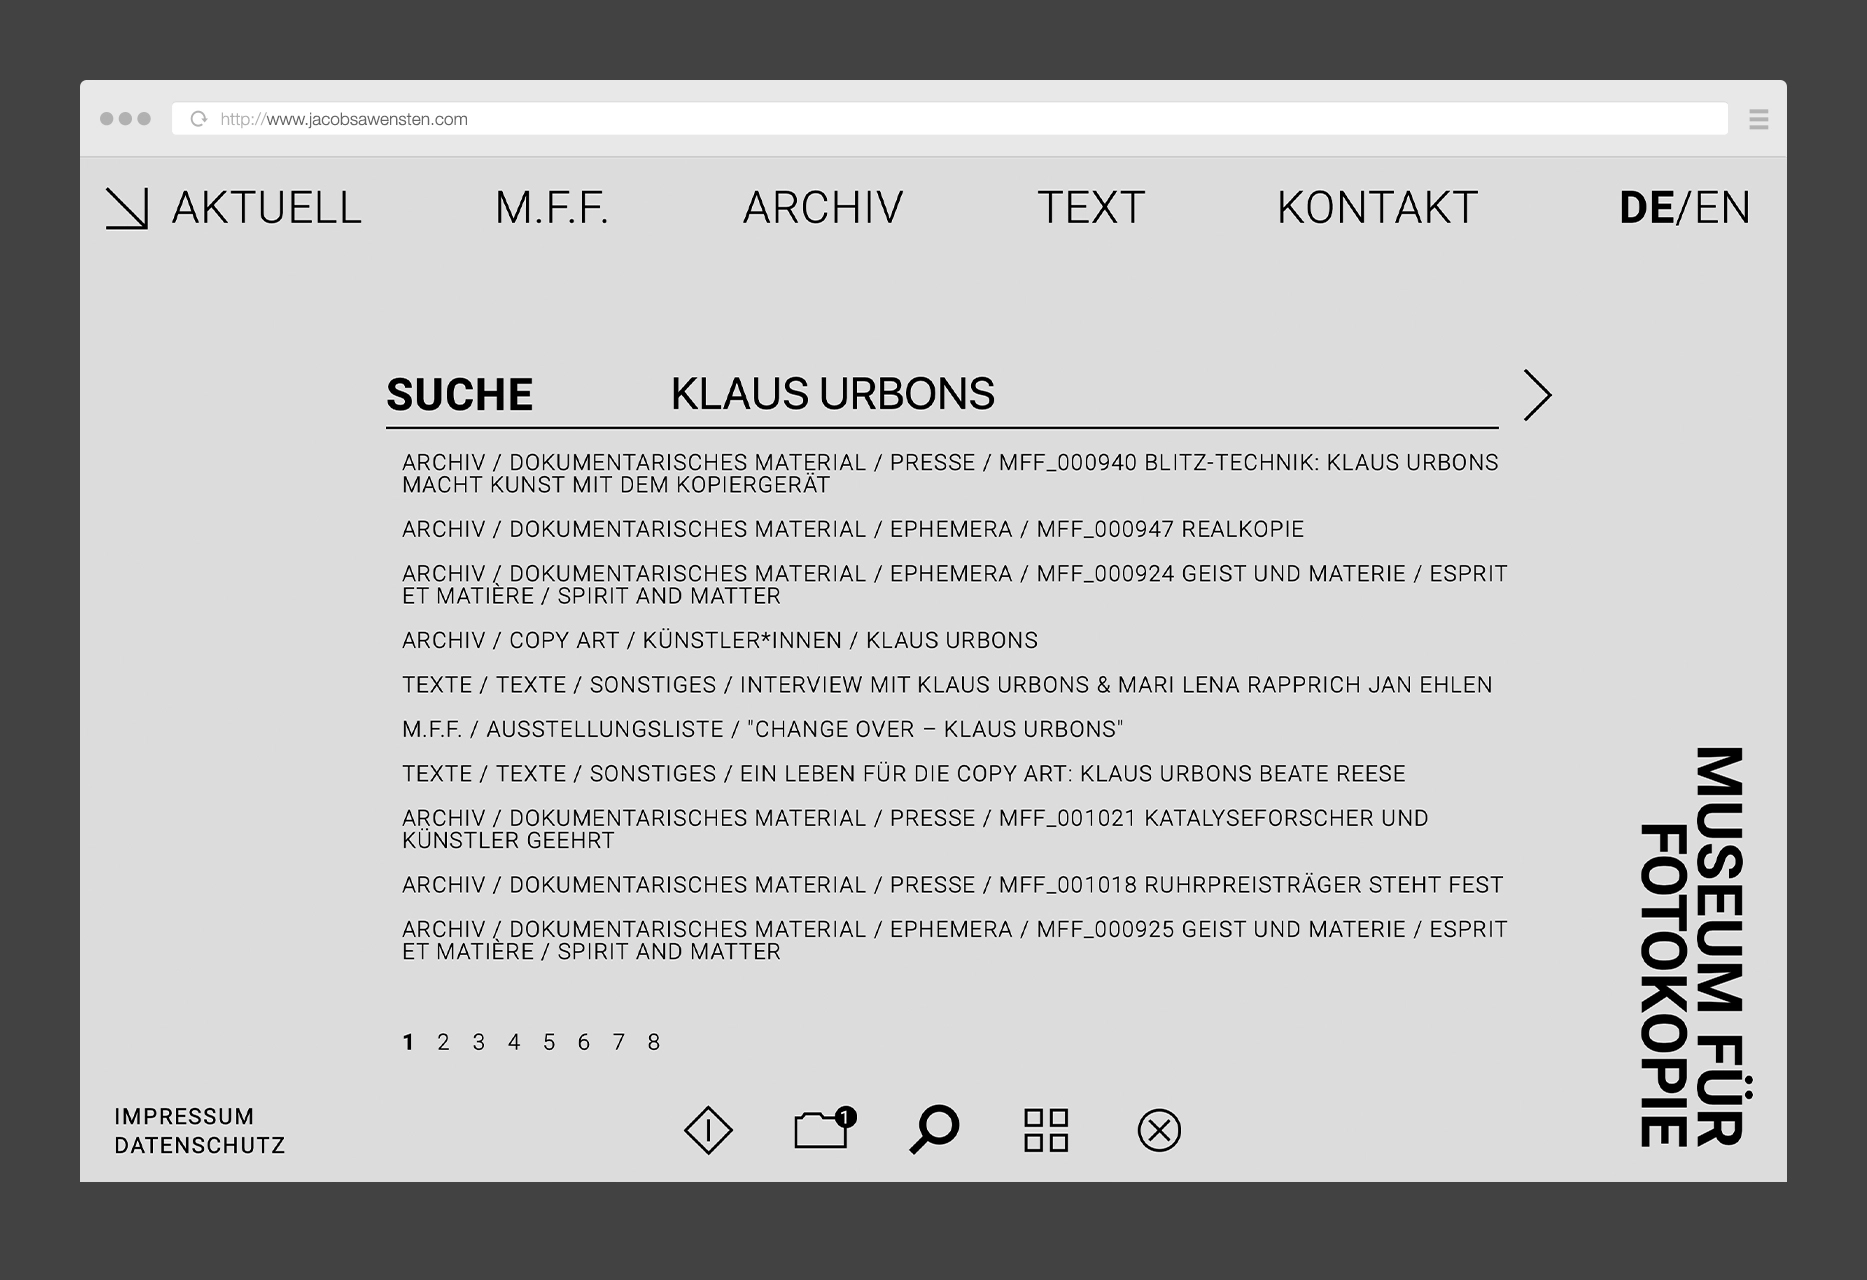 http://www.jacobsawensten.com
AKTUELL M.F.F. ARCHIV TEXT KONTAKT DE/EN
SUCHE KLAUS URBONS
ARCHIV / DOKUMENTARISCHES MATERIAL / PRESSE / MFF_000940 BLITZ-TECHNIK: KLAUS URBONS
MACHT KUNST MIT DEM KOPIERGERÄT
ARCHIV / DOKUMENTARISCHES MATERIAL / EPHEMERA / MFF_000947 REALKOPIE
ARCHIV / DOKUMENTARISCHES MATERIAL / EPHEMERA / MFF_000924 GEIST UND MATERIE / ESPRIT
ET MATIÈRE / SPIRIT AND MATTER
ARCHIV / COPY ART / KÜNSTLER*INNEN / KLAUS URBONS
TEXTE / TEXTE / SONSTIGES / INTERVIEW MIT KLAUS URBONS & MARI LENA RAPPRICH JAN EHLEN
M.F.F. / AUSSTELLUNGSLISTE / "CHANGE OVER – KLAUS URBONS"
TEXTE / TEXTE / SONSTIGES / EIN LEBEN FÜR DIE COPY ART: KLAUS URBONS BEATE REESE
ARCHIV / DOKUMENTARISCHES MATERIAL / PRESSE / MFF_001021 KATALYSEFORSCHER UND
KÜNSTLER GEEHRT
ARCHIV / DOKUMENTARISCHES MATERIAL / PRESSE / MFF_001018 RUHRPREISTRÄGER STEHT FEST
ARCHIV / DOKUMENTARISCHES MATERIAL / EPHEMERA / MFF_000925 GEIST UND MATERIE / ESPRIT
ET MATIÈRE / SPIRIT AND MATTER
1 2 3 4 5 6 7 8
IMPRESSUM
DATENSCHUTZ
1
MUSEUM FÜR
FOTOKOPIE